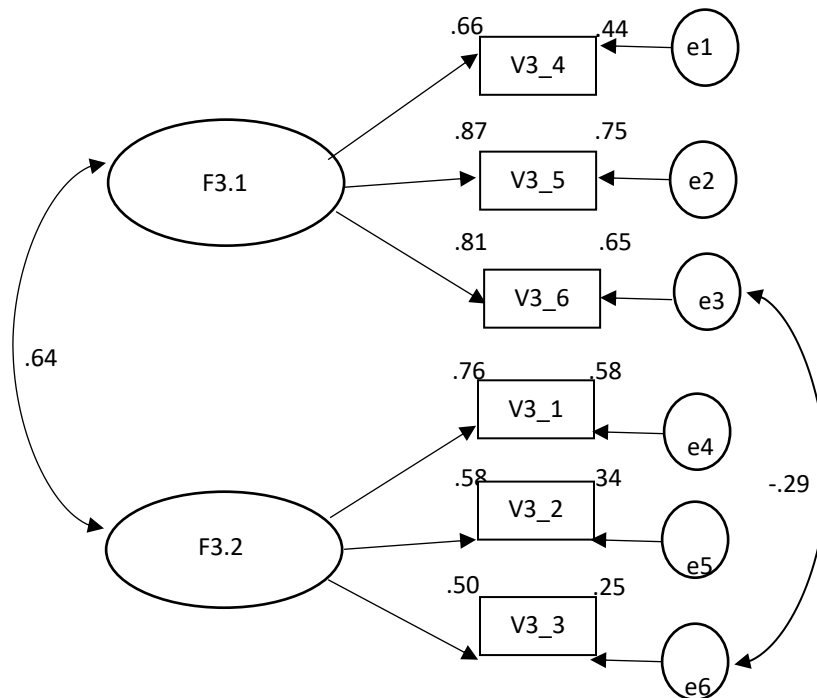 .66 .44
e1
V3_4
.87 .75
F3.1
V3_5
e2
.81 .65
V3_6
e3
.64
.76 .58
V3_1
e4
.58 .34
-.29
V3_2
F3.2
e5
.50 .25
V3_3
e6